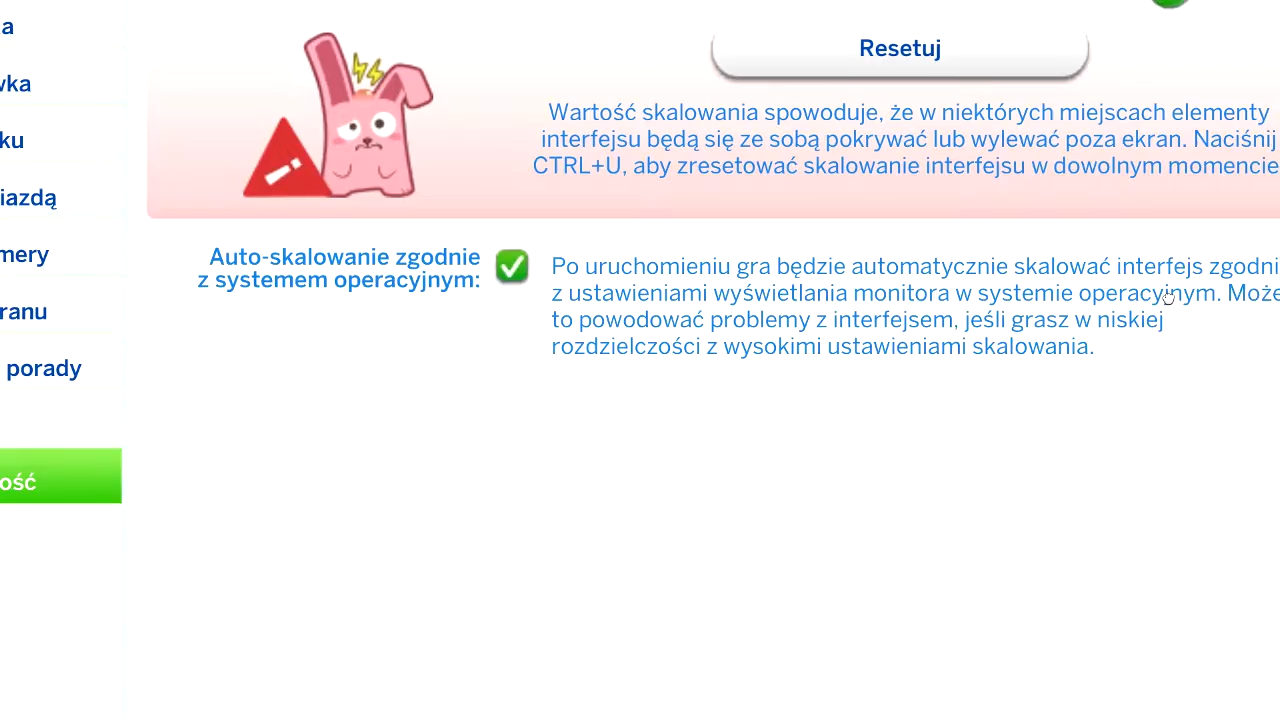 a
wka
ku
iazdą
mery
ranu
porady
ość
Resetuj
Wartość skalowania spowoduje, że w niektórych miejscach elementy
interfejsu będą się ze sobą pokrywać lub wylewać poza ekran. Naciśnij
CTRL+U, aby zresetować skalowanie interfejsu w dowolnym momencie
Auto-skalowanie zgodnie
z systemem operacyjnym:
Po uruchomieniu gra będzie automatycznie skalować interfejs zgodni
z ustawieniami wyświetlania monitora w systemie operacyjnym. Może
to powodować problemy z interfejsem, jeśli grasz w niskiej
rozdzielczości z wysokimi ustawieniami skalowania.